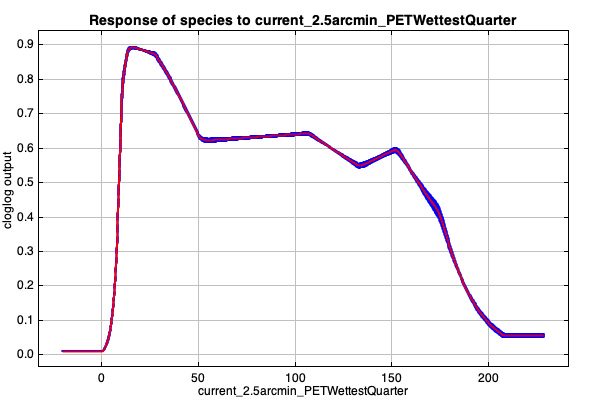 Response of species to current_2.5arcmin_PETWettestQuarter
0.9
0.8
0.7
0.6
0.5
0.4
0.3
0.2
0.1
0.0
cloglog output
0 50 100 150 200
current_2.5arcmin_PETWettestQuarter